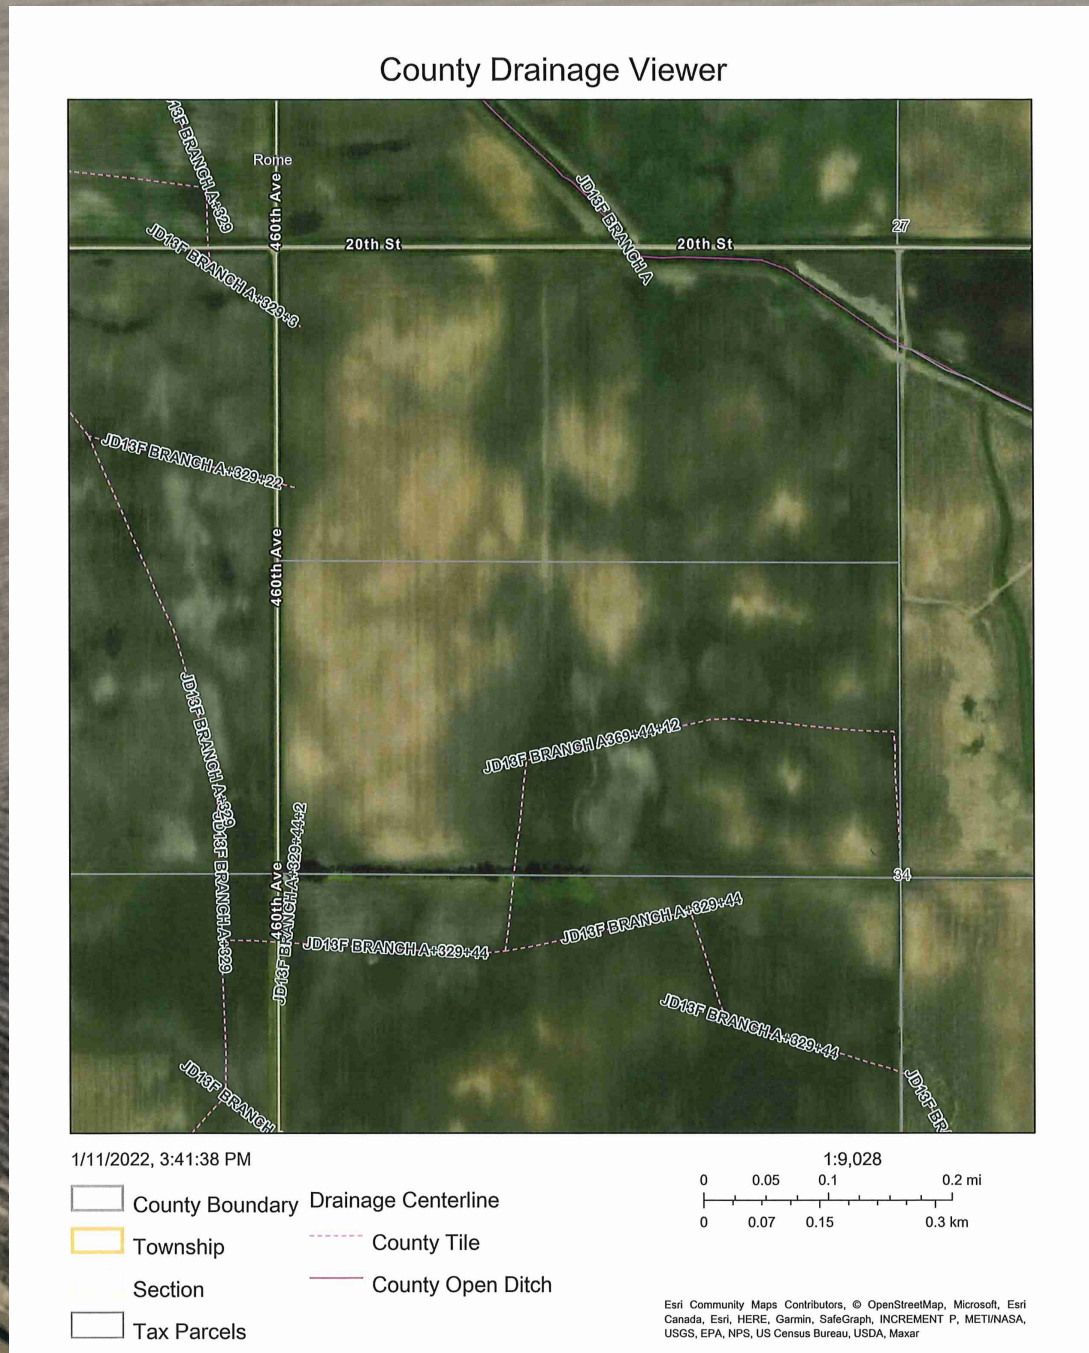 County Drainage Viewer
13F BRANCH A+329
Rome
460th Ave
20th St
JD13F BRANCH A
20th St
27
JD13F BRANCH A+329+3
JD13F BRANCH A+329+22
460th Ave
JD13F BRANCH A+329
JD13F BRANCH A369+44+12
JD13F BRANCH A+329+44+2
460th Ave
JD13F BRANCH A+329
34
JD13F BRANCH A+329+44
JD13F BRANCH A+329+44
JD13F BRANCH A+329+44
JD13F BRANCH
JD13F BRA
1/11/2022, 3:41:38 PM
1:9,028
0 0.05 0.1 0.2 mi
0 0.07 0.15 0.3 km
County Boundary
Township
Section
Tax Parcels
Drainage Centerline
County Tile
County Open Ditch
Esri Community Maps Contributors, © OpenStreetMap, Microsoft, Esri
Canada, Esri, HERE, Garmin, SafeGraph, INCREMENT P, METI/NASA,
USGS, EPA, NPS, US Census Bureau, USDA, Maxar